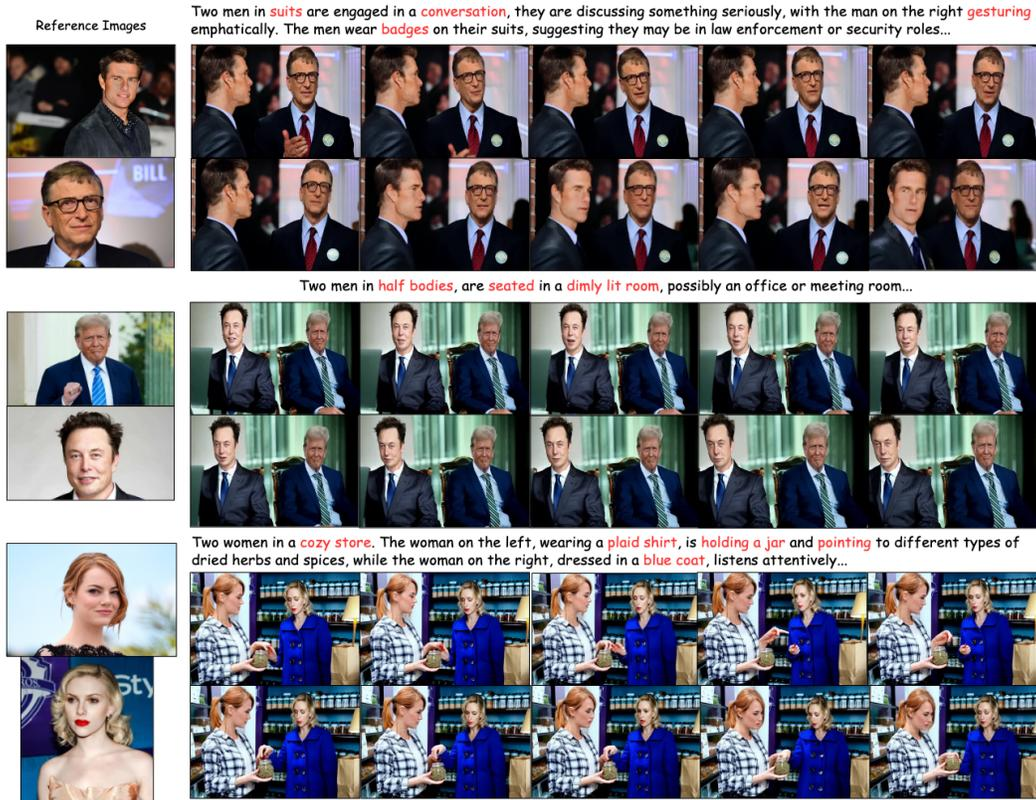 Reference Images
Two men in suits are engaged in a conversation, they are discussing something seriously, with the man on the right gesturing
emphatically. The men wear badges on their suits, suggesting they may be in law enforcement or security roles...
BILL
Two men in half bodies, are seated in a dimly lit room, possibly an office or meeting room...
Two women in a cozy store. The woman on the left, wearing a plaid shirt, is holding a jar and pointing to different types of
dried herbs and spices, while the woman on the right, dressed in a blue coat, listens attentively...